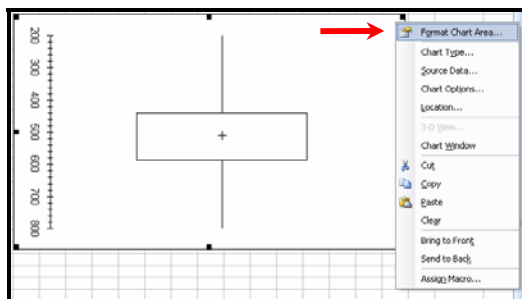 200
300
400
500
600
700
800
Format Chart Area...
Chart Type...
Source Data...
Chart Options...
Location...
3-D View...
Chart Window
Cut
Copy
Paste
Clear
Bring to Front
Send to Back
Assign Macro...